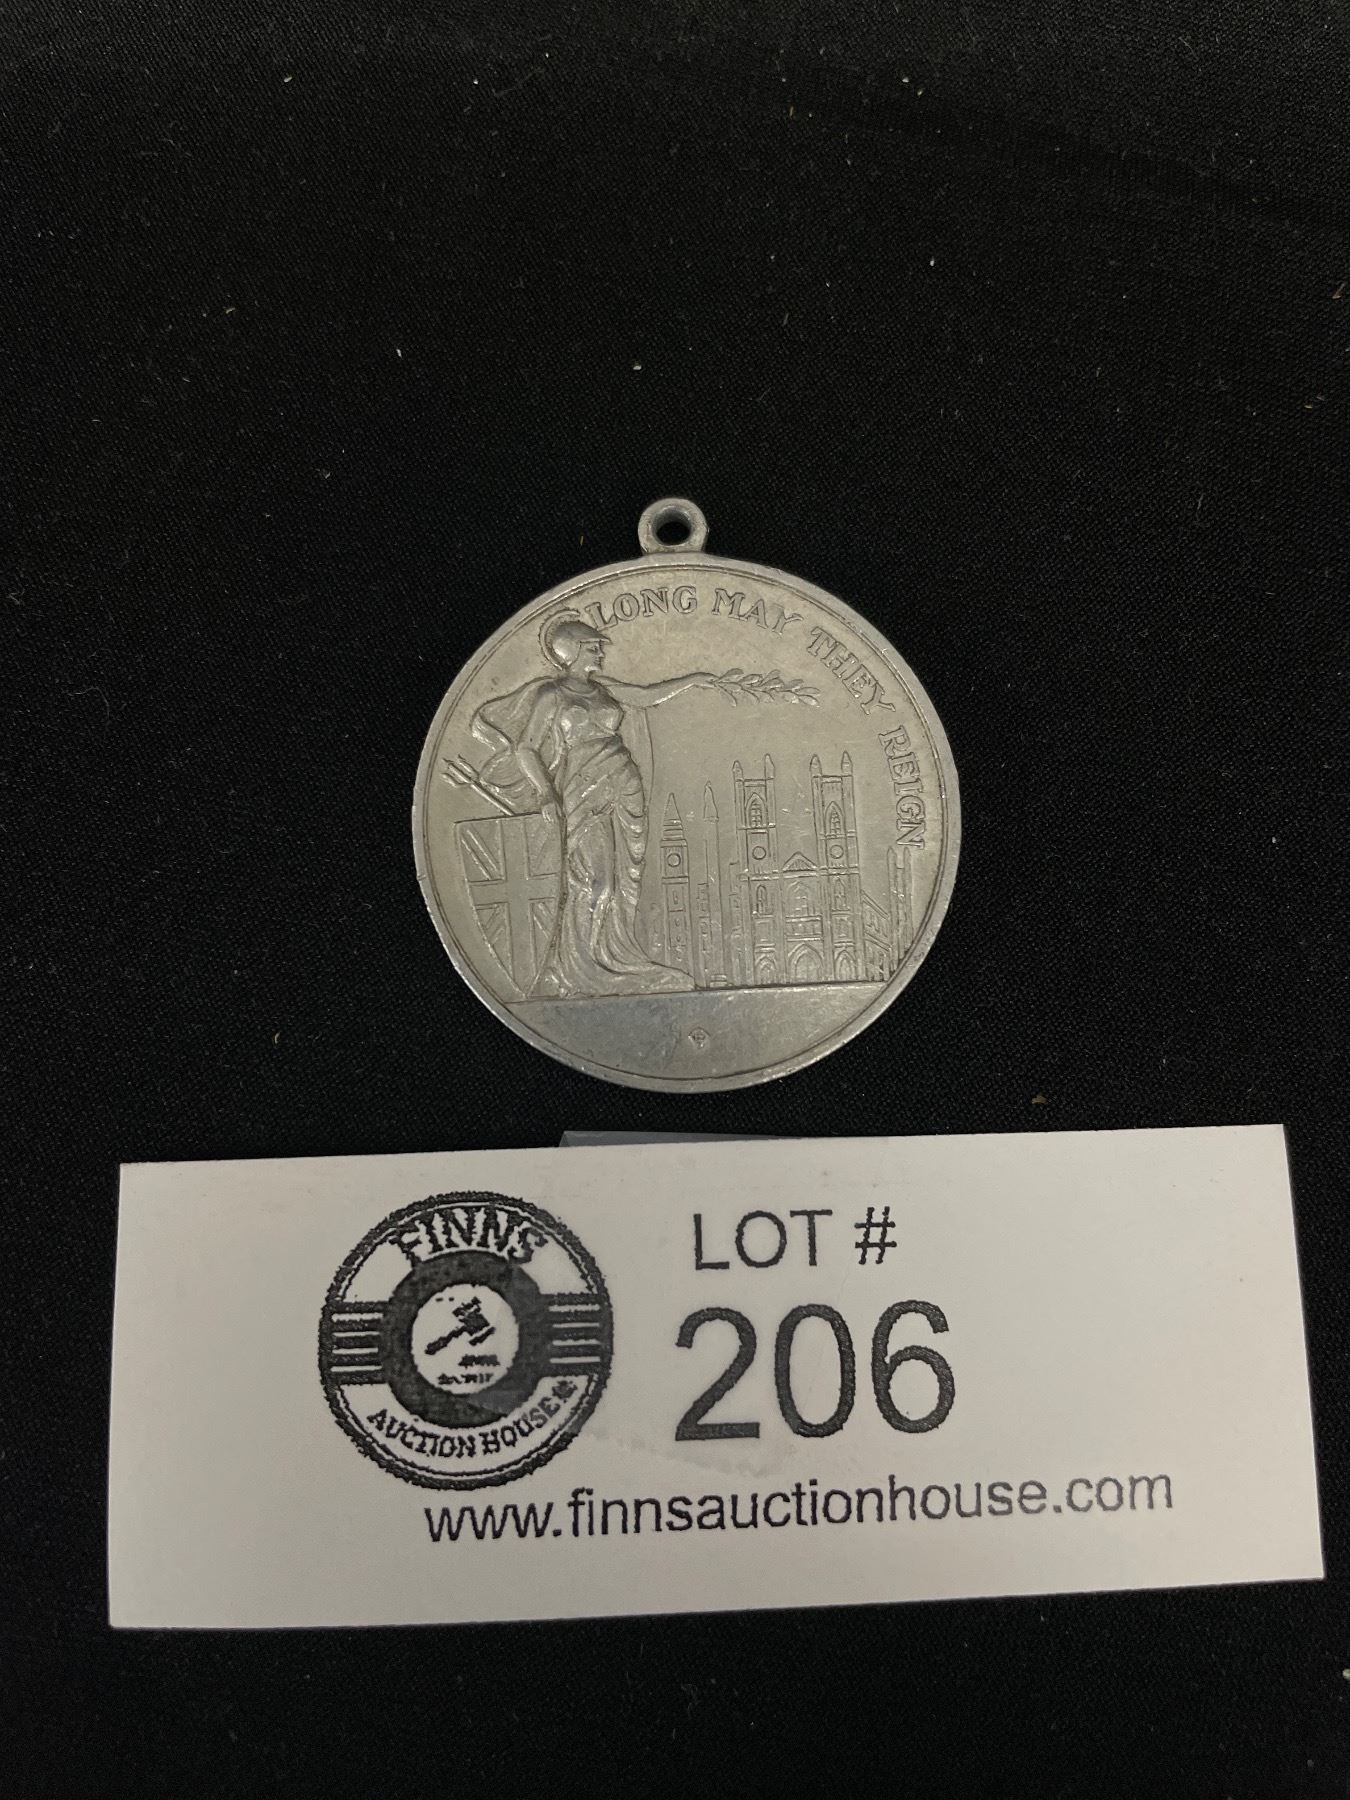 LONG MAY THEY REIGN
FINNS
AUCTION HOUSE
LOT #
206
www.finnsauctionhouse.com